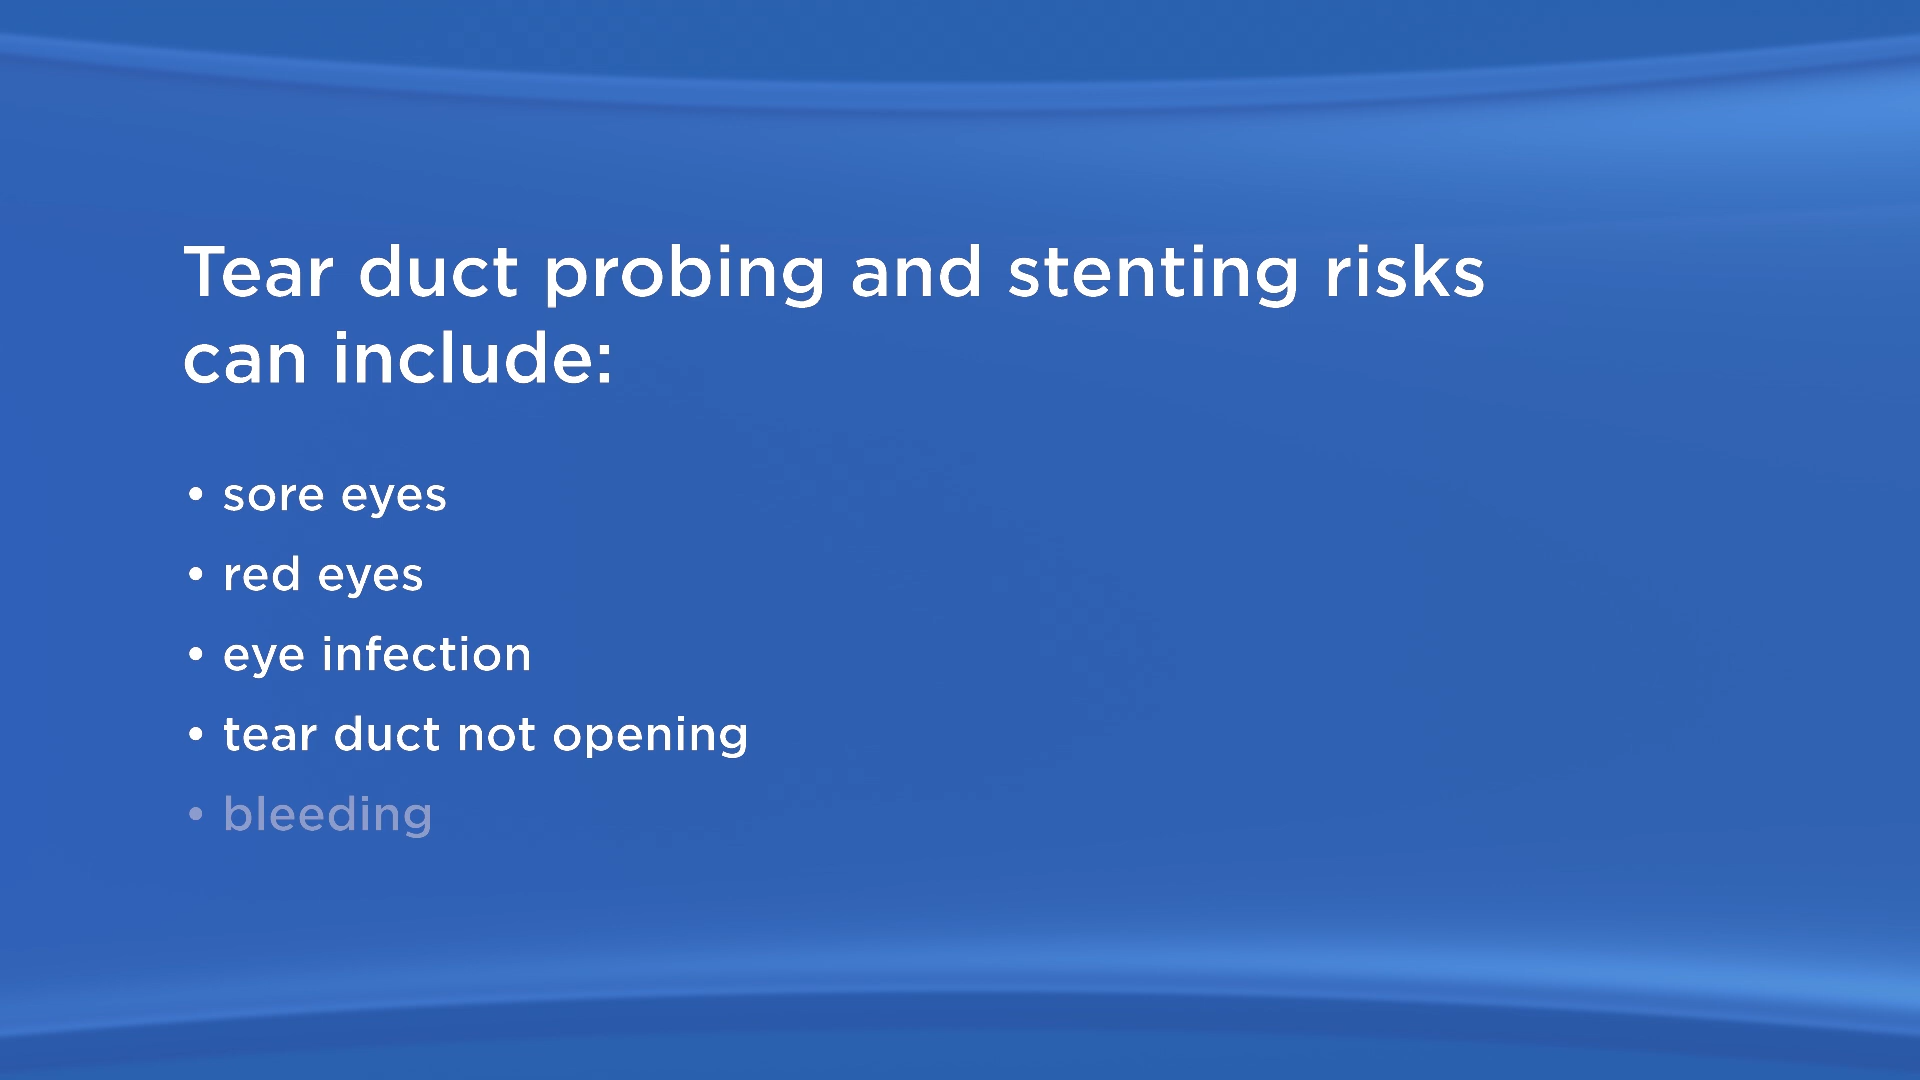 Tear duct probing and stenting risks
can include:
• sore eyes
• red eyes
• eye infection
• tear duct not opening
• bleeding